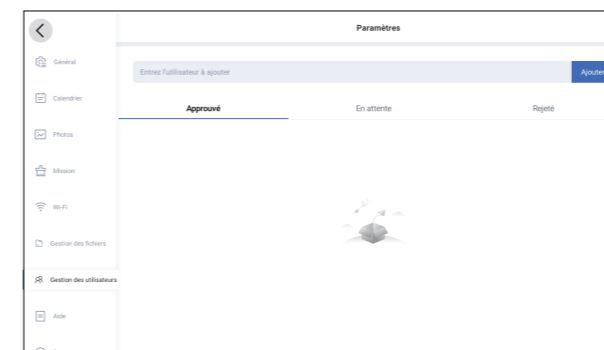 Paramètres
Général
Entrez l'utilisateur à ajouter
Ajouter
Calendrier
Approuvé
En attente
Rejeté
Photos
Mission
Wi-Fi
Gestion des fichiers
Gestion des utilisateurs
Aide